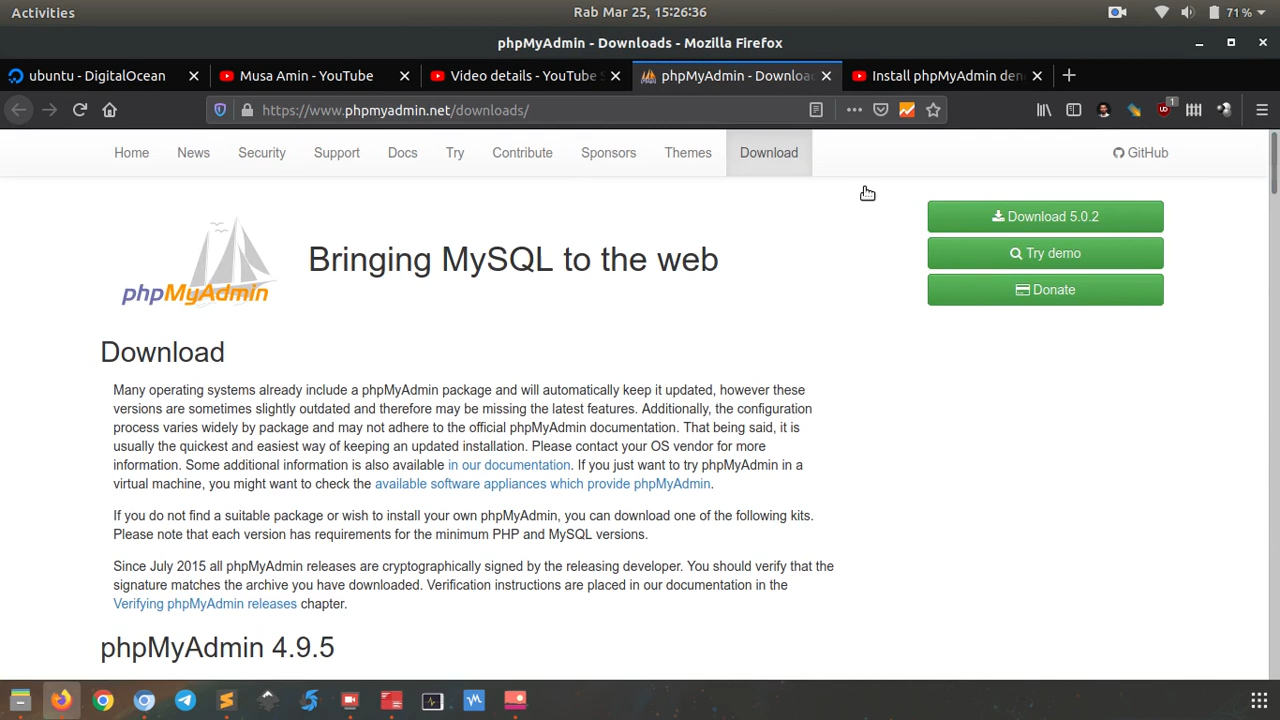 Activities
Rab Mar 25, 15:26:36
71%
phpMyAdmin - Downloads - Mozilla Firefox
ubuntu - DigitalOcean
Musa Amin - YouTube
Video details - YouTube S
phpMyAdmin - Downloa
Install phpMyAdmin den
https://www.phpmyadmin.net/downloads/
1
Home
News
Security
Support
Docs
Try
Contribute
Sponsors
Themes
Download
GitHub
phpMyAdmin
Bringing MySQL to the web
Download 5.0.2
Try demo
Donate
Download
Many operating systems already include a phpMyAdmin package and will automatically keep it updated, however these
versions are sometimes slightly outdated and therefore may be missing the latest features. Additionally, the configuration
process varies widely by package and may not adhere to the official phpMyAdmin documentation. That being said, it is
usually the quickest and easiest way of keeping an updated installation. Please contact your OS vendor for more
information. Some additional information is also available in our documentation. If you just want to try phpMyAdmin in a
virtual machine, you might want to check the available software appliances which provide phpMyAdmin.
If you do not find a suitable package or wish to install your own phpMyAdmin, you can download one of the following kits.
Please note that each version has requirements for the minimum PHP and MySQL versions.
Since July 2015 all phpMyAdmin releases are cryptographically signed by the releasing developer. You should verify that the
signature matches the archive you have downloaded. Verification instructions are placed in our documentation in the
Verifying phpMyAdmin releases chapter.
phpMyAdmin 4.9.5